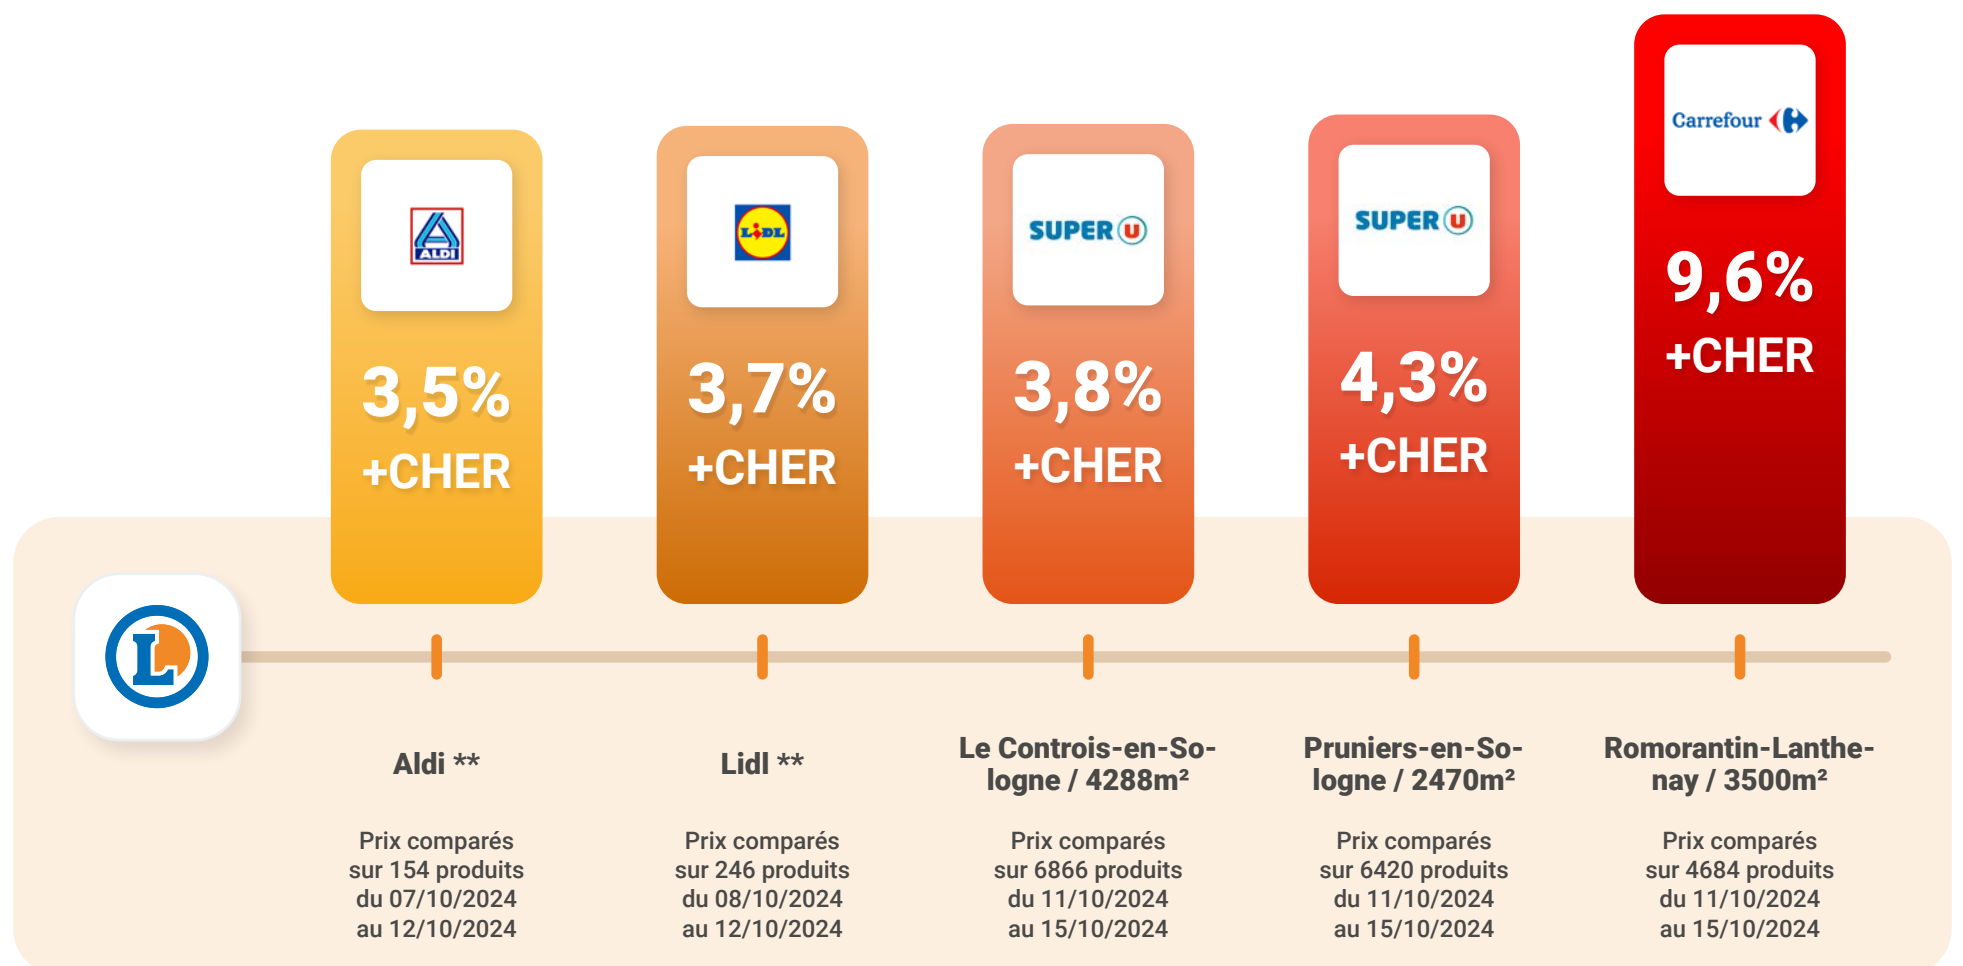 ALDI
3,5%
+CHER
LiDL
3,7%
+CHER
SUPER U
3,8%
+CHER
SUPER U
4,3%
+CHER
Carrefour
9,6%
+CHER
L
Aldi **
Prix comparés
sur 154 produits
du 07/10/2024
au 12/10/2024
Lidl **
Prix comparés
sur 246 produits
du 08/10/2024
au 12/10/2024
Le Controis-en-So-
logne / 4288m²
Prix comparés
sur 6866 produits
du 11/10/2024
au 15/10/2024
Pruniers-en-So-
logne / 2470m²
Prix comparés
sur 6420 produits
du 11/10/2024
au 15/10/2024
Romorantin-Lanthe-
nay / 3500m²
Prix comparés
sur 4684 produits
du 11/10/2024
au 15/10/2024